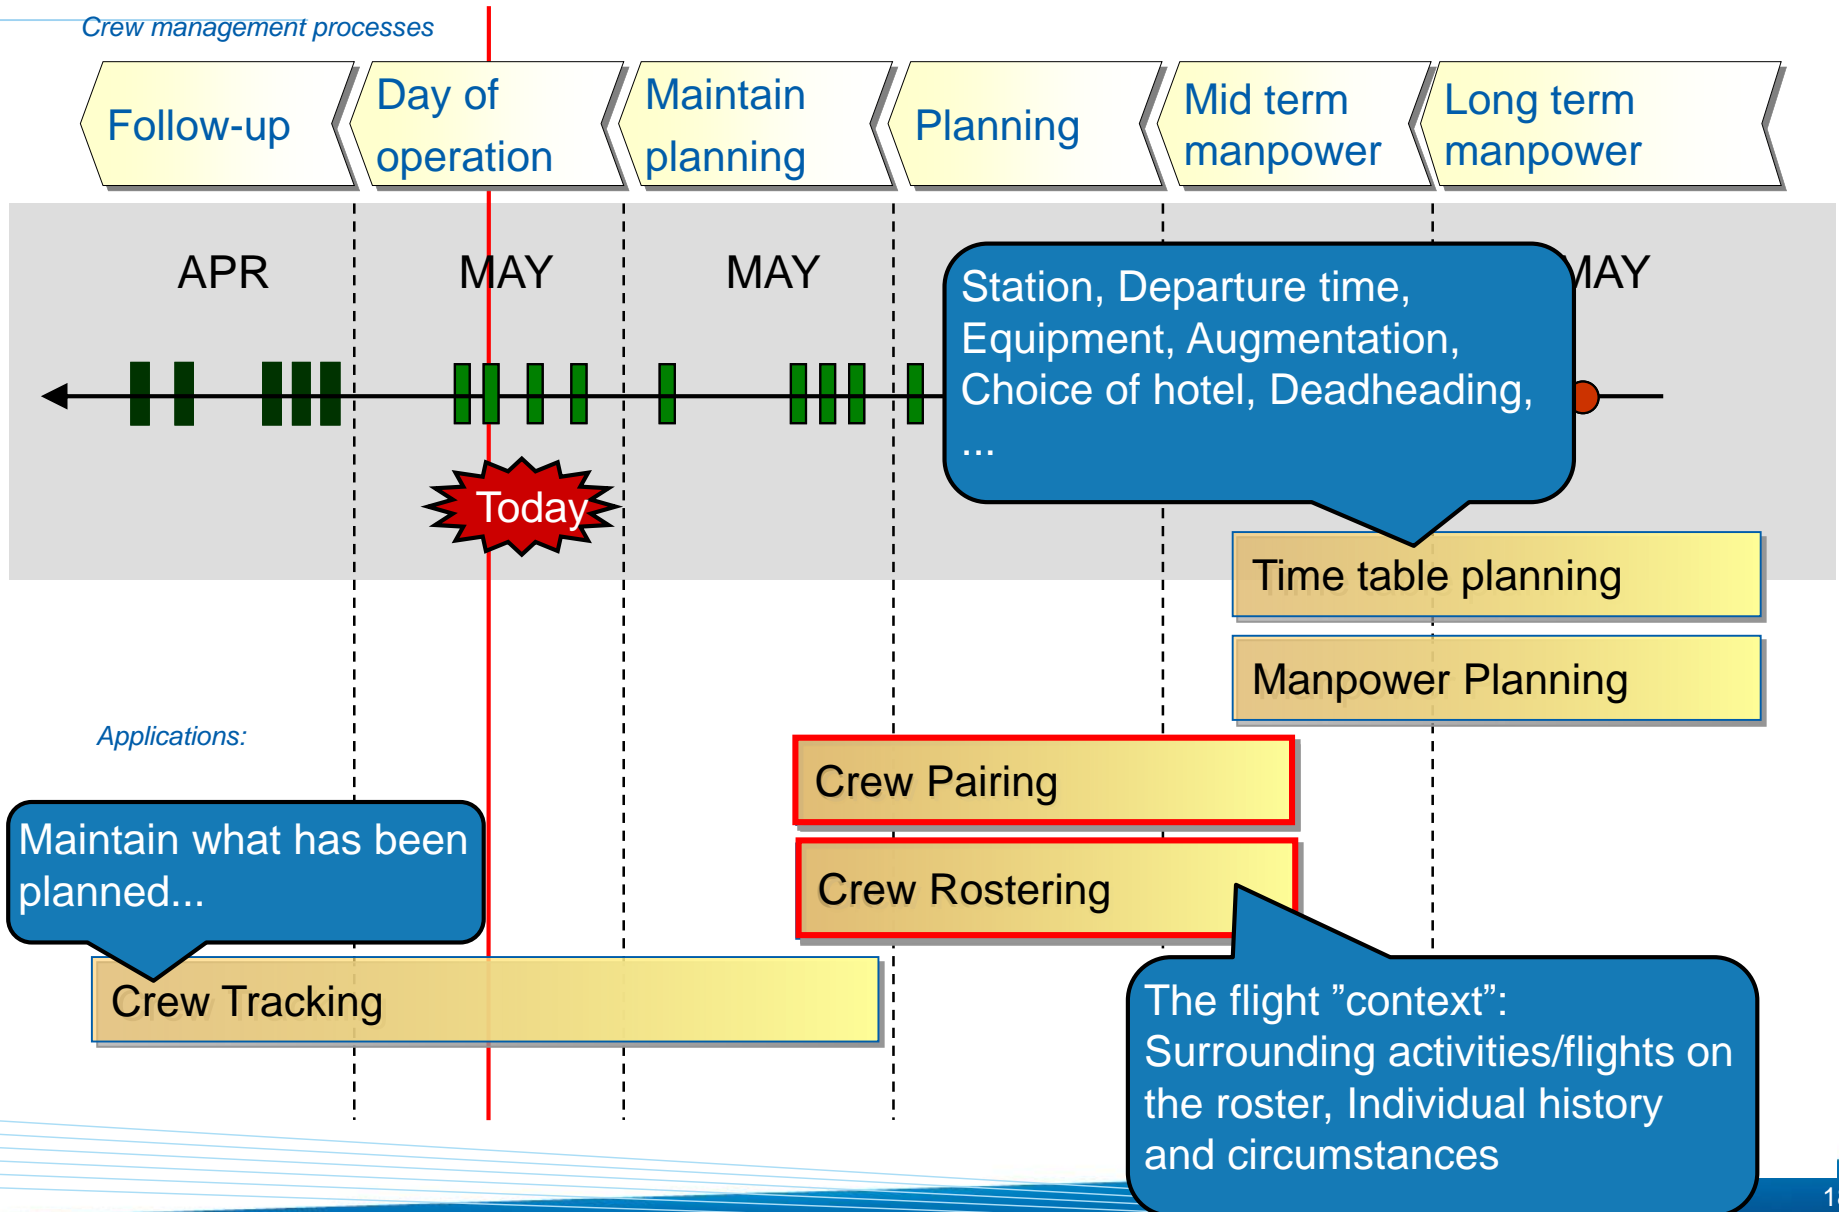 Crew management processes
Follow-up
Day of
operation
Maintain
planning
Planning
Mid term
manpower
Long term
manpower
APR
MAY
MAY
MAY
Station, Departure time,
Equipment, Augmentation,
Choice of hotel, Deadheading,
...
Today
Time table planning
Manpower Planning
Applications:
Crew Pairing
Maintain what has been
planned...
Crew Rostering
Crew Tracking
The flight ”context”:
Surrounding activities/flights on
the roster, Individual history
and circumstances